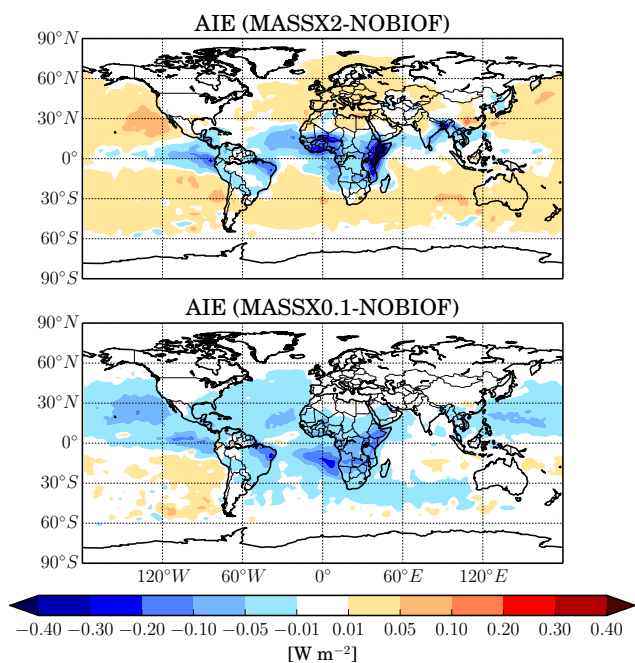 AIE (MASSX2-NOBIOF)
90°N
60°N
30°N
0°
30°S
60°S
90°S
AIE (MASSX0.1-NOBIOF)
90°N
60°N
30°N
0°
30°S
60°S
90°S
120°W 60°W 0° 60°E 120°E
−0.40 −0.30 −0.20 −0.10 −0.05 −0.01 0.01 0.05 0.10 0.20 0.30 0.40
[W m⁻²]